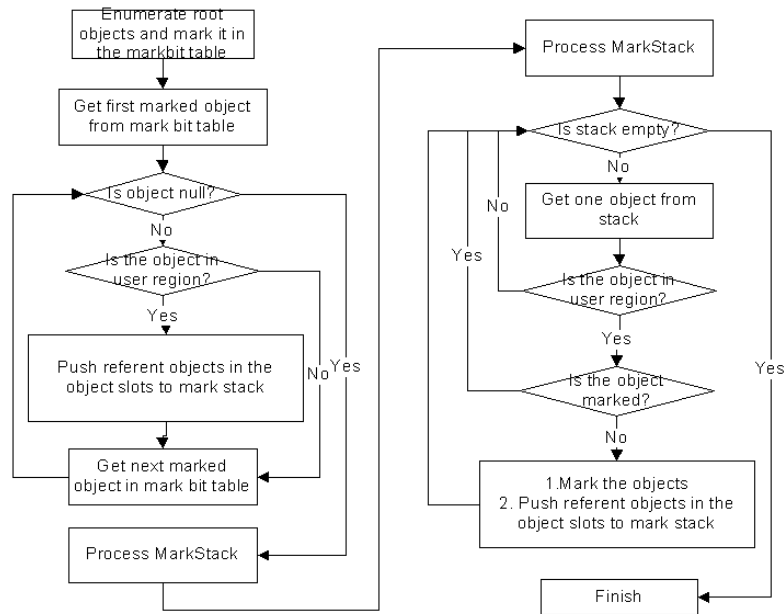 Enumerate root
objects and mark it in
the markbit table
Get first marked object
from mark bit table
Is object null?
No
Is the object in
user region?
Yes
Push referent objects in the
object slots to mark stack
No
Yes
Get next marked
object in mark bit table
Process MarkStack
Process MarkStack
Is stack empty?
No
Get one object from
stack
No
Yes
Is the object in
user region?
Yes
Is the object
marked?
Yes
No
1.Mark the objects
2. Push referent objects in the
object slots to mark stack
Finish